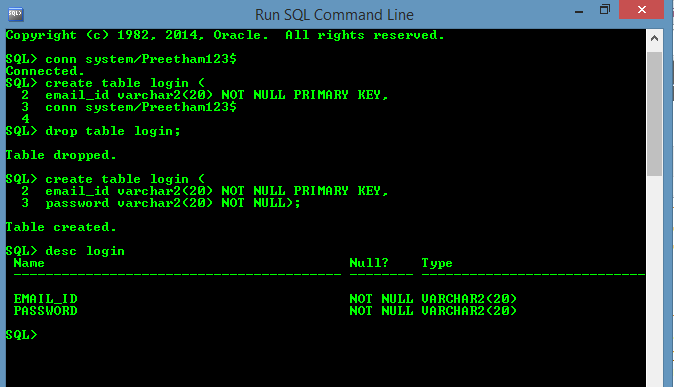 Run SQL Command Line
Copyright (c) 1982, 2014, Oracle.  All rights reserved.
SQL> conn system/Preetham123$
Connected.
SQL> create table login (
  2  email_id varchar2(20) NOT NULL PRIMARY KEY,
  3  conn system/Preetham123$
  4
SQL> drop table login;
Table dropped.
SQL> create table login (
  2  email_id varchar2(20) NOT NULL PRIMARY KEY,
  3  password varchar2(20) NOT NULL);
Table created.
SQL> desc login
Name Null? Type
EMAIL_ID NOT NULL VARCHAR2(20)
PASSWORD NOT NULL VARCHAR2(20)
SQL>